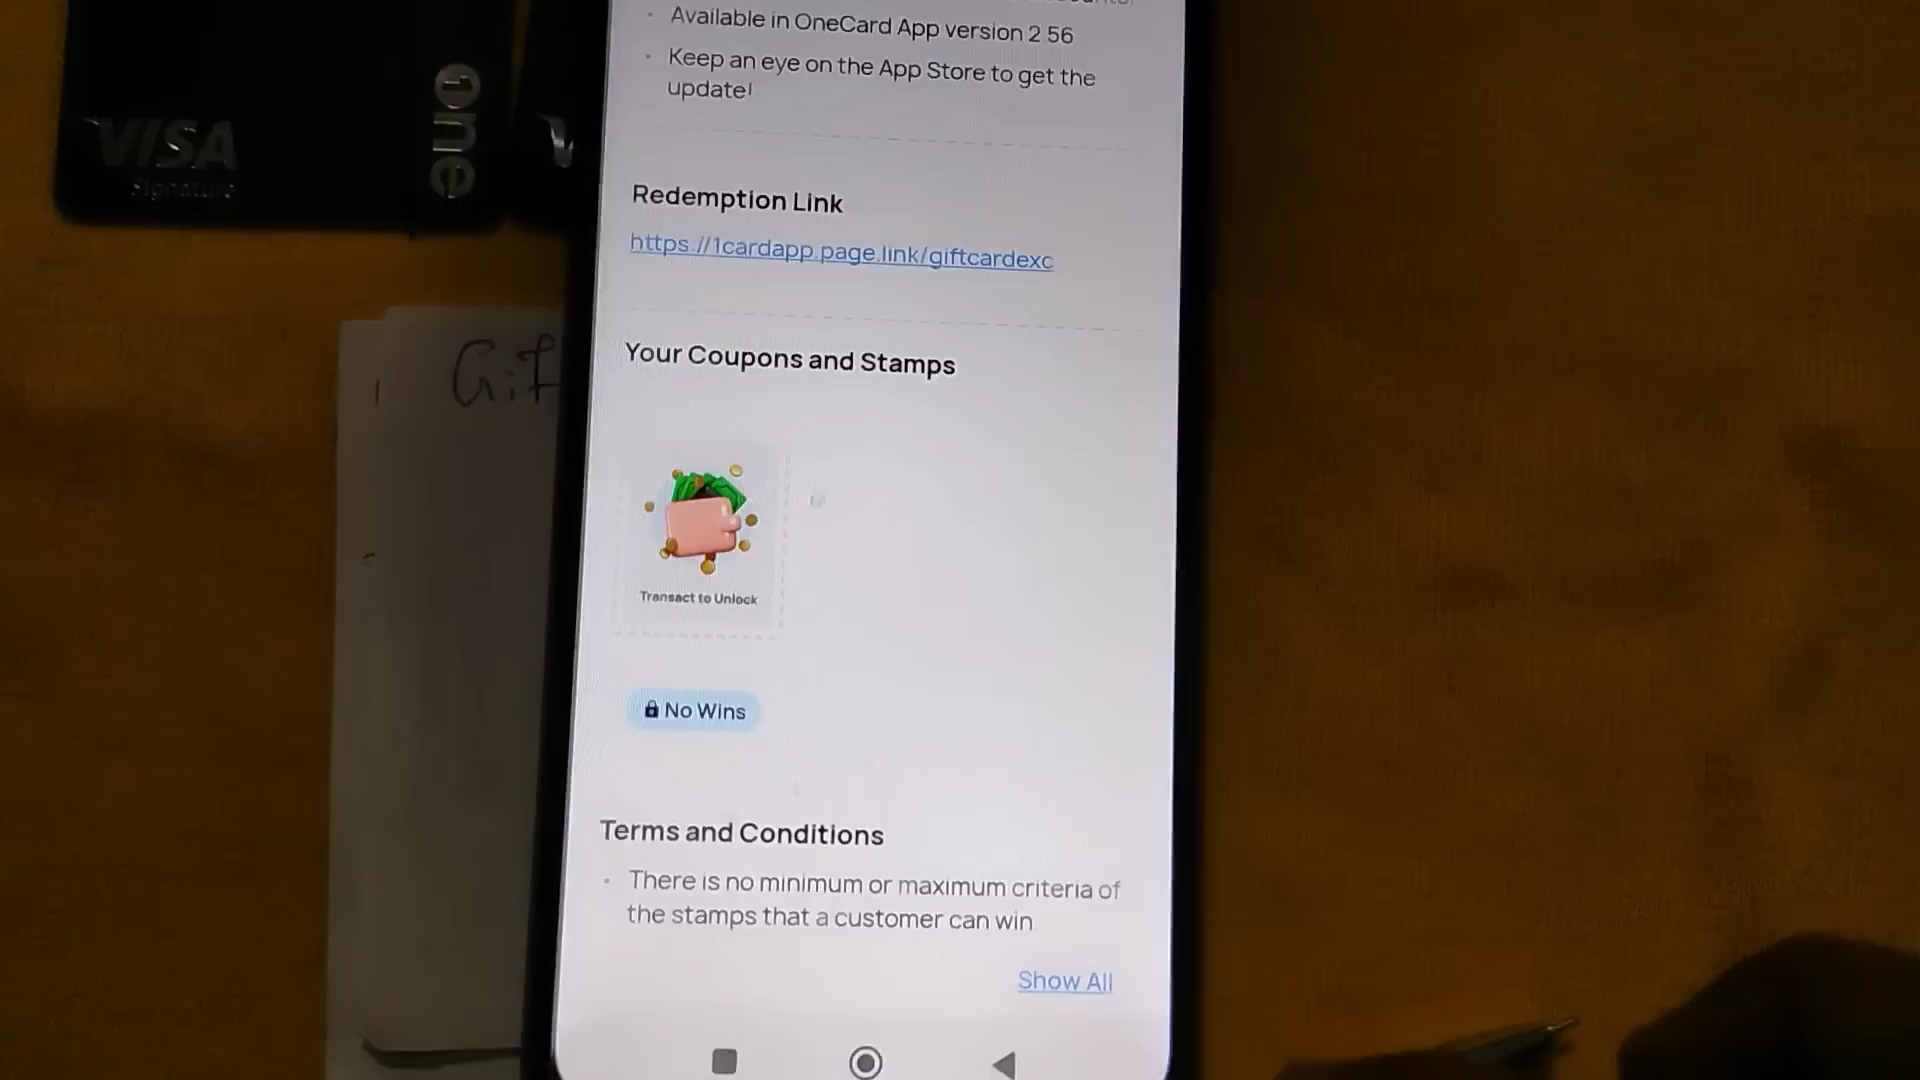 Available in OneCard App version 2 56
Keep an eye on the App Store to get the
update!
Redemption Link
https://1cardapp.page.link/giftcardexc
Your Coupons and Stamps
Transact to Unlock
No Wins
Terms and Conditions
There is no minimum or maximum criteria of
the stamps that a customer can win
Show All
VISA
Signature
one
Gif